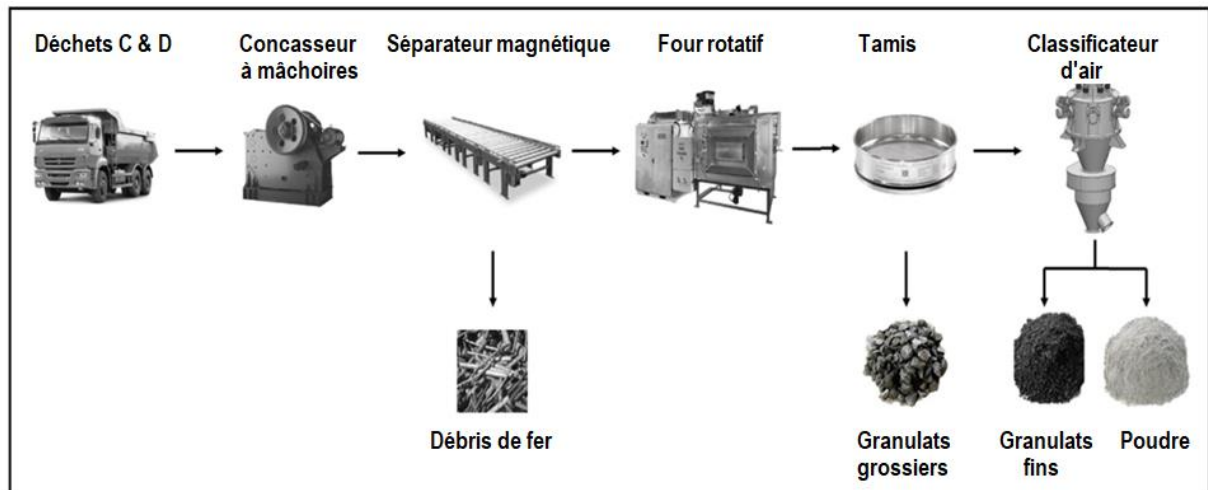 Déchets C & D
Concasseur
à mâchoires
Séparateur magnétique
Four rotatif
Tamis
Classificateur
d'air
Débris de fer
Granulats
grossiers
Granulats
fins
Poudre